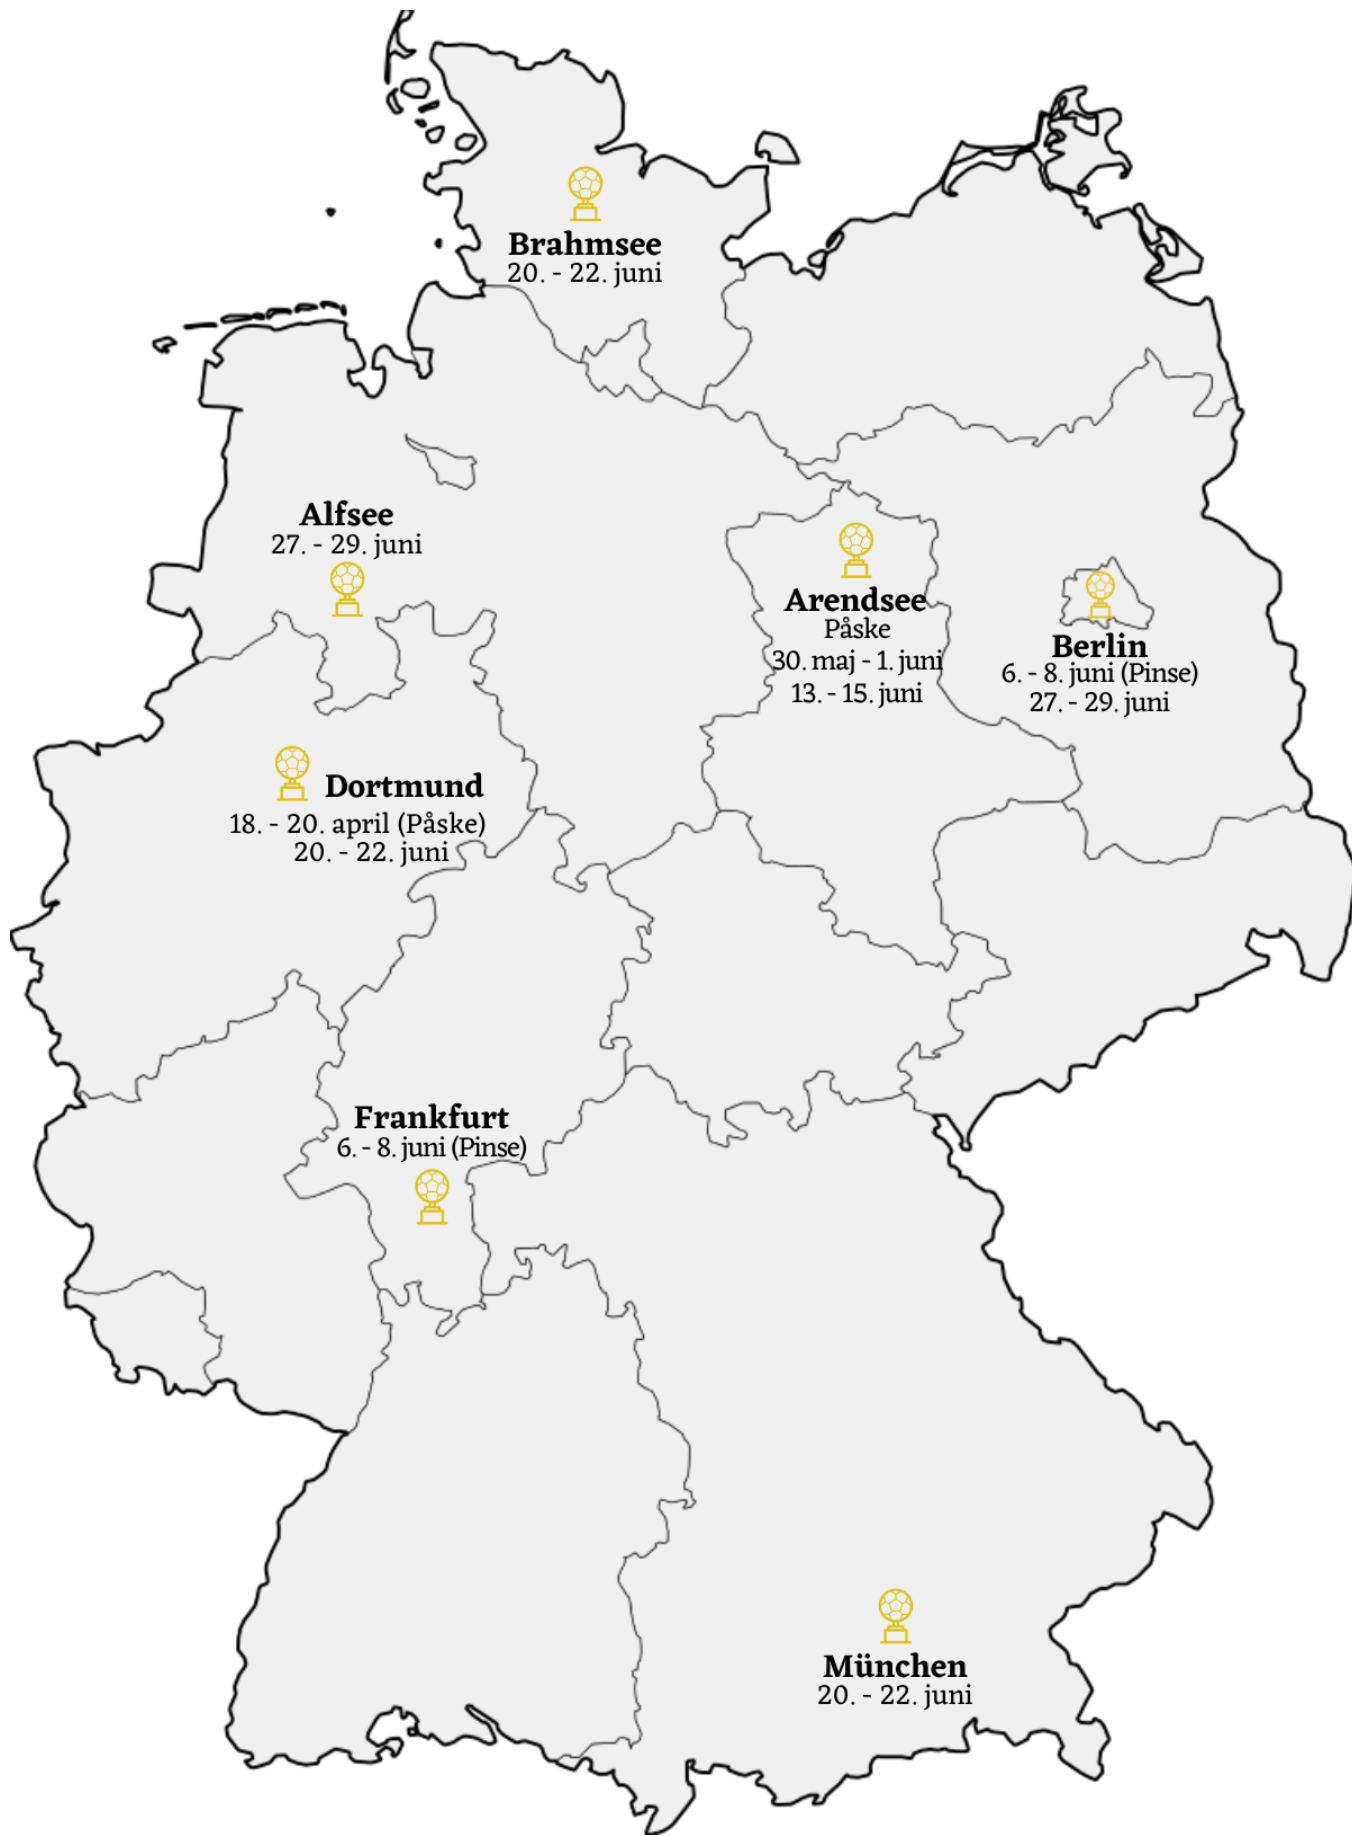 Brahmsee
20. - 22. juni
Alfsee
27. - 29. juni
Arendsee
Påske
30. maj - 1. juni
13. - 15. juni
Berlin
6. - 8. juni (Pinse)
27. - 29. juni
Dortmund
18. - 20. april (Påske)
20. - 22. juni
Frankfurt
6. - 8. juni (Pinse)
München
20. - 22. juni